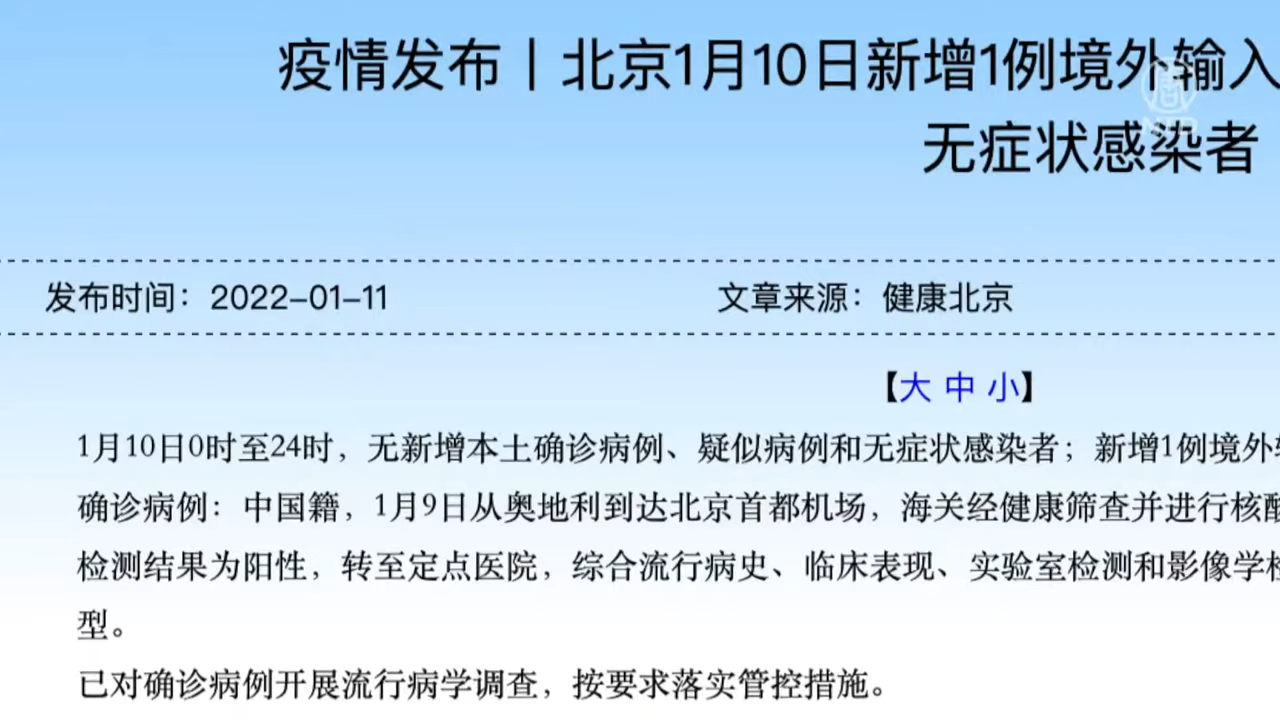 疫情发布丨北京1月10日新增1例境外输入
无症状感染者
发布时间：2022-01-11
文章来源：健康北京
【大 中 小】
1月10日0时至24时，无新增本土确诊病例、疑似病例和无症状感染者；新增1例境外
确诊病例：中国籍，1月9日从奥地利到达北京首都机场，海关经健康筛查并进行核酸
检测结果为阳性，转至定点医院，综合流行病史、临床表现、实验室检测和影像学检
型。
已对确诊病例开展流行病学调查，按要求落实管控措施。